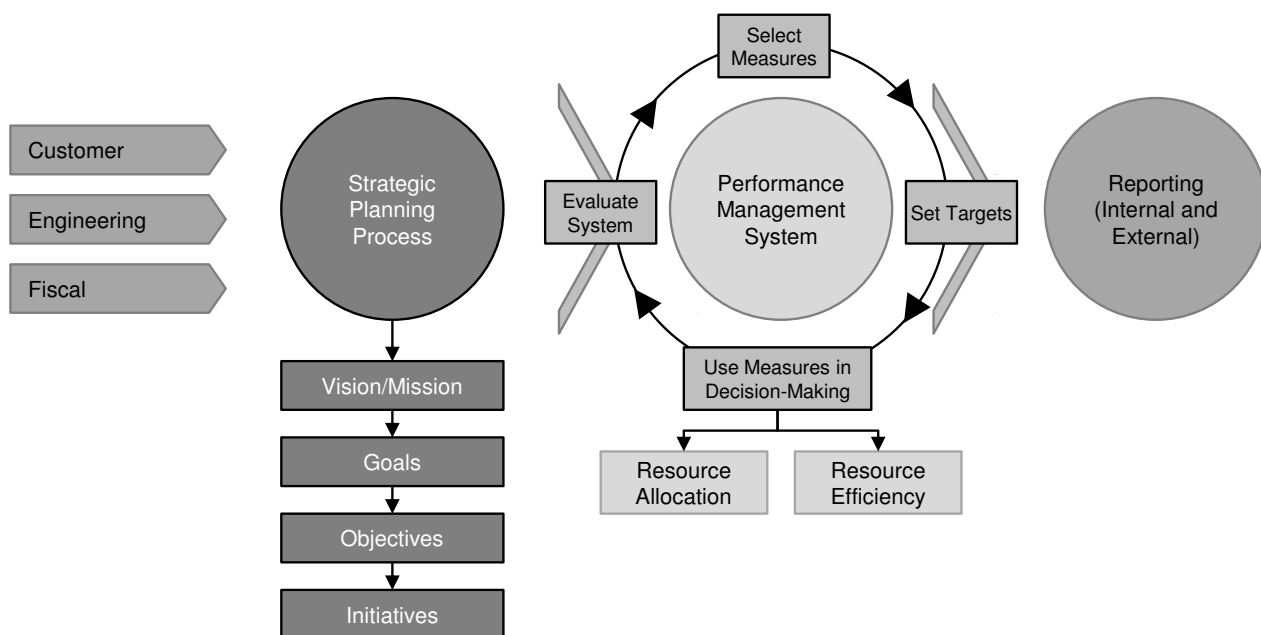 Customer
Engineering
Fiscal
Strategic
Planning
Process
Vision/Mission
Goals
Objectives
Initiatives
Select
Measures
Evaluate
System
Performance
Management
System
Set Targets
Use Measures in
Decision-Making
Resource
Allocation
Resource
Efficiency
Reporting
(Internal and
External)